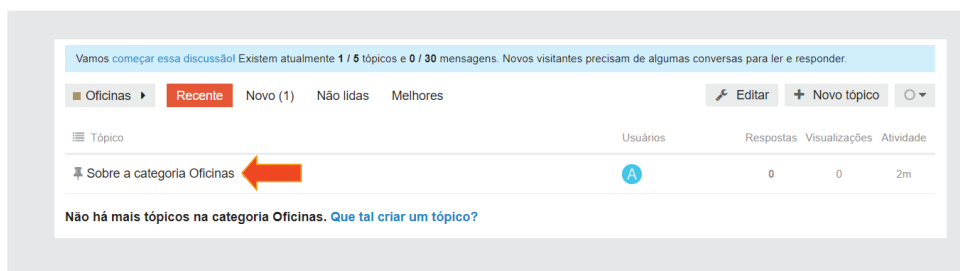 Vamos começar essa discussão! Existem atualmente 1 / 5 tópicos e 0 / 30 mensagens. Novos visitantes precisam de algumas conversas para ler e responder.
Oficinas Recente Novo (1) Não lidas Melhores Editar Novo tópico
Tópico Usuários Respostas Visualizações Atividade
Sobre a categoria Oficinas A 0 0 2m
Não há mais tópicos na categoria Oficinas. Que tal criar um tópico?